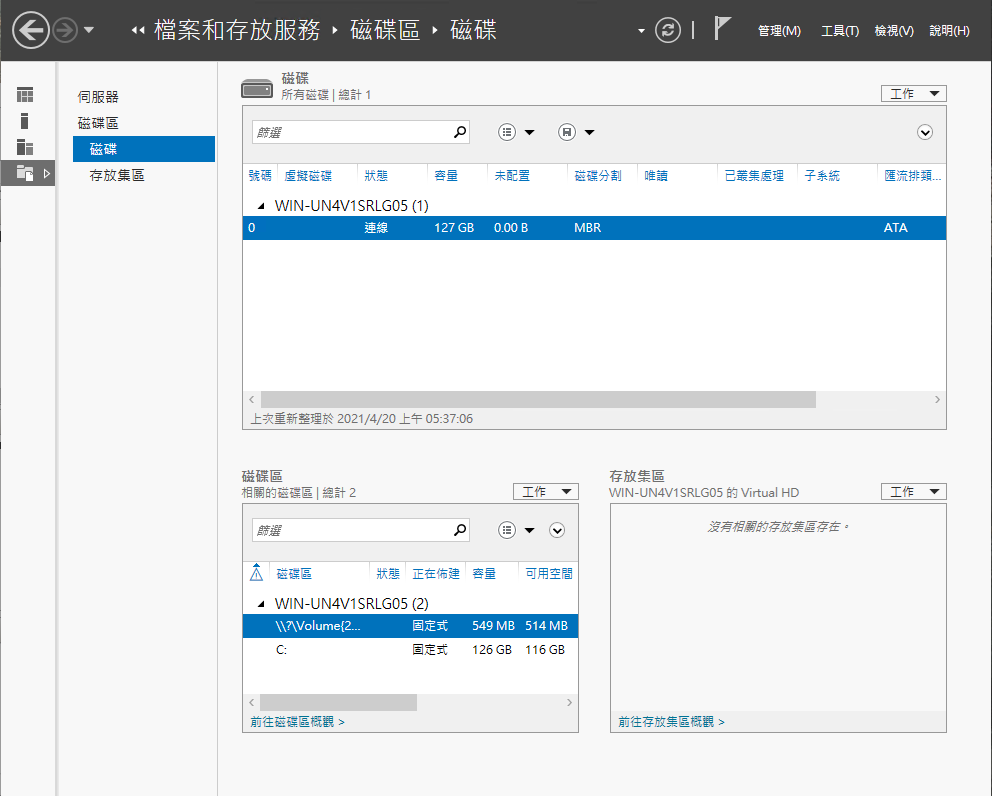 檔案和存放服務 磁碟區 磁碟
管理(M) 工具(T) 檢視(V) 說明(H)
伺服器
磁碟區
磁碟
存放集區
磁碟
所有磁碟 | 總計 1
工作
篩選
號碼 虛擬磁碟 狀態 容量 未配置 磁碟分割 唯讀 已叢集處理 子系統 匯流排類...
WIN-UN4V1SRLG05 (1)
0 連線 127 GB 0.00 B MBR ATA
上次重新整理於 2021/4/20 上午 05:37:06
磁碟區
相關的磁碟區 | 總計 2
工作
篩選
磁碟區 狀態 正在佈建 容量 可用空間
WIN-UN4V1SRLG05 (2)
\\?\Volume{2... 固定式 549 MB 514 MB
C: 固定式 126 GB 116 GB
前往磁碟區概觀 >
存放集區
WIN-UN4V1SRLG05 的 Virtual HD
工作
沒有相關的存放集區存在。
前往存放集區概觀 >